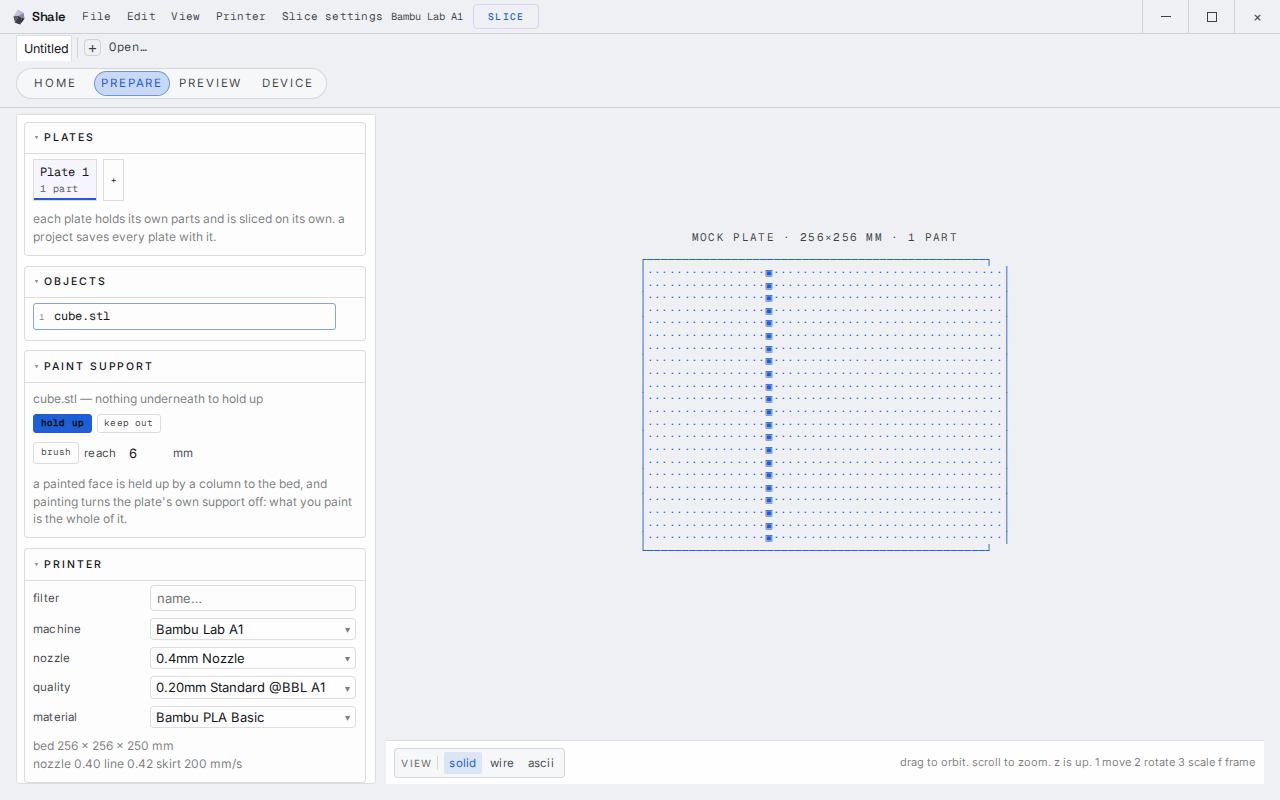 Shale File Edit View Printer Slice settings Bambu Lab A1 SLICE
Untitled + Open…
HOME PREPARE PREVIEW DEVICE
PLATES
Plate 1
1 part
+
each plate holds its own parts and is sliced on its own. a
project saves every plate with it.
OBJECTS
1 cube.stl
PAINT SUPPORT
cube.stl — nothing underneath to hold up
hold up keep out
brush reach 6 mm
a painted face is held up by a column to the bed, and
painting turns the plate's own support off: what you paint
is the whole of it.
PRINTER
filter name...
machine Bambu Lab A1
nozzle 0.4mm Nozzle
quality 0.20mm Standard @BBL A1
material Bambu PLA Basic
bed 256 × 256 × 250 mm
nozzle 0.40 line 0.42 skirt 200 mm/s
MOCK PLATE · 256×256 MM · 1 PART
VIEW solid wire ascii
drag to orbit. scroll to zoom. z is up. 1 move 2 rotate 3 scale f frame